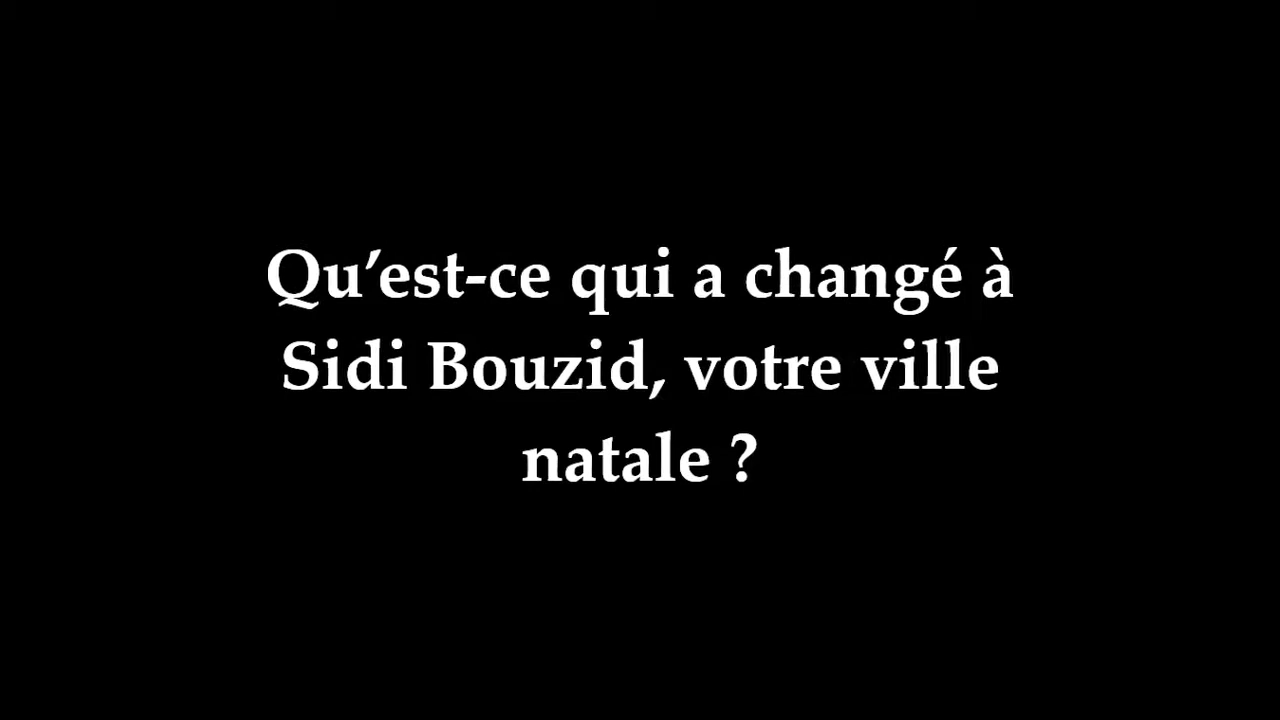 Qu’est-ce qui a changé à
Sidi Bouzid, votre ville
natale ?